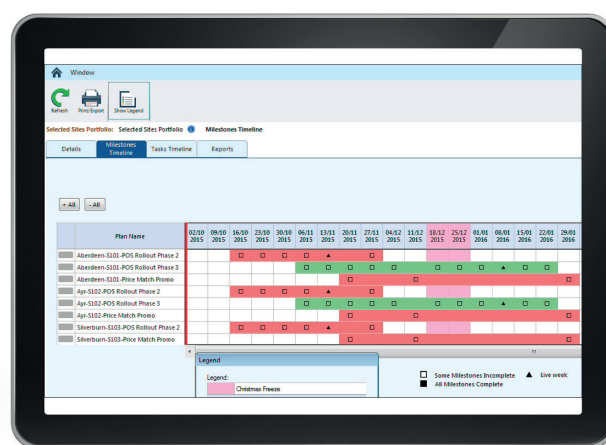 Window
Refresh Print/Export Show Legend
Selected Sites Portfolio: Selected Sites Portfolio Milestones Timeline
Details Milestones Timeline Tasks Timeline Reports
+ All - All
Plan Name 02/10 2015 09/10 2015 16/10 2015 23/10 2015 30/10 2015 06/11 2015 13/11 2015 20/11 2015 27/11 2015 04/12 2015 11/12 2015 18/12 2015 25/12 2015 01/01 2016 08/01 2016 15/01 2016 22/01 2016 29/01 2016
Aberdeen-S101-POS Rollout Phase 2
Aberdeen-S101-POS Rollout Phase 3
Aberdeen-S101-Price Match Promo
Ayr-S102-POS Rollout Phase 2
Ayr-S102-POS Rollout Phase 3
Ayr-S102-Price Match Promo
Silverburn-S103-POS Rollout Phase 2
Silverburn-S103-Price Match Promo
Legend
Legend:
Christmas Freeze
Some Milestones Incomplete Live week
All Milestones Complete